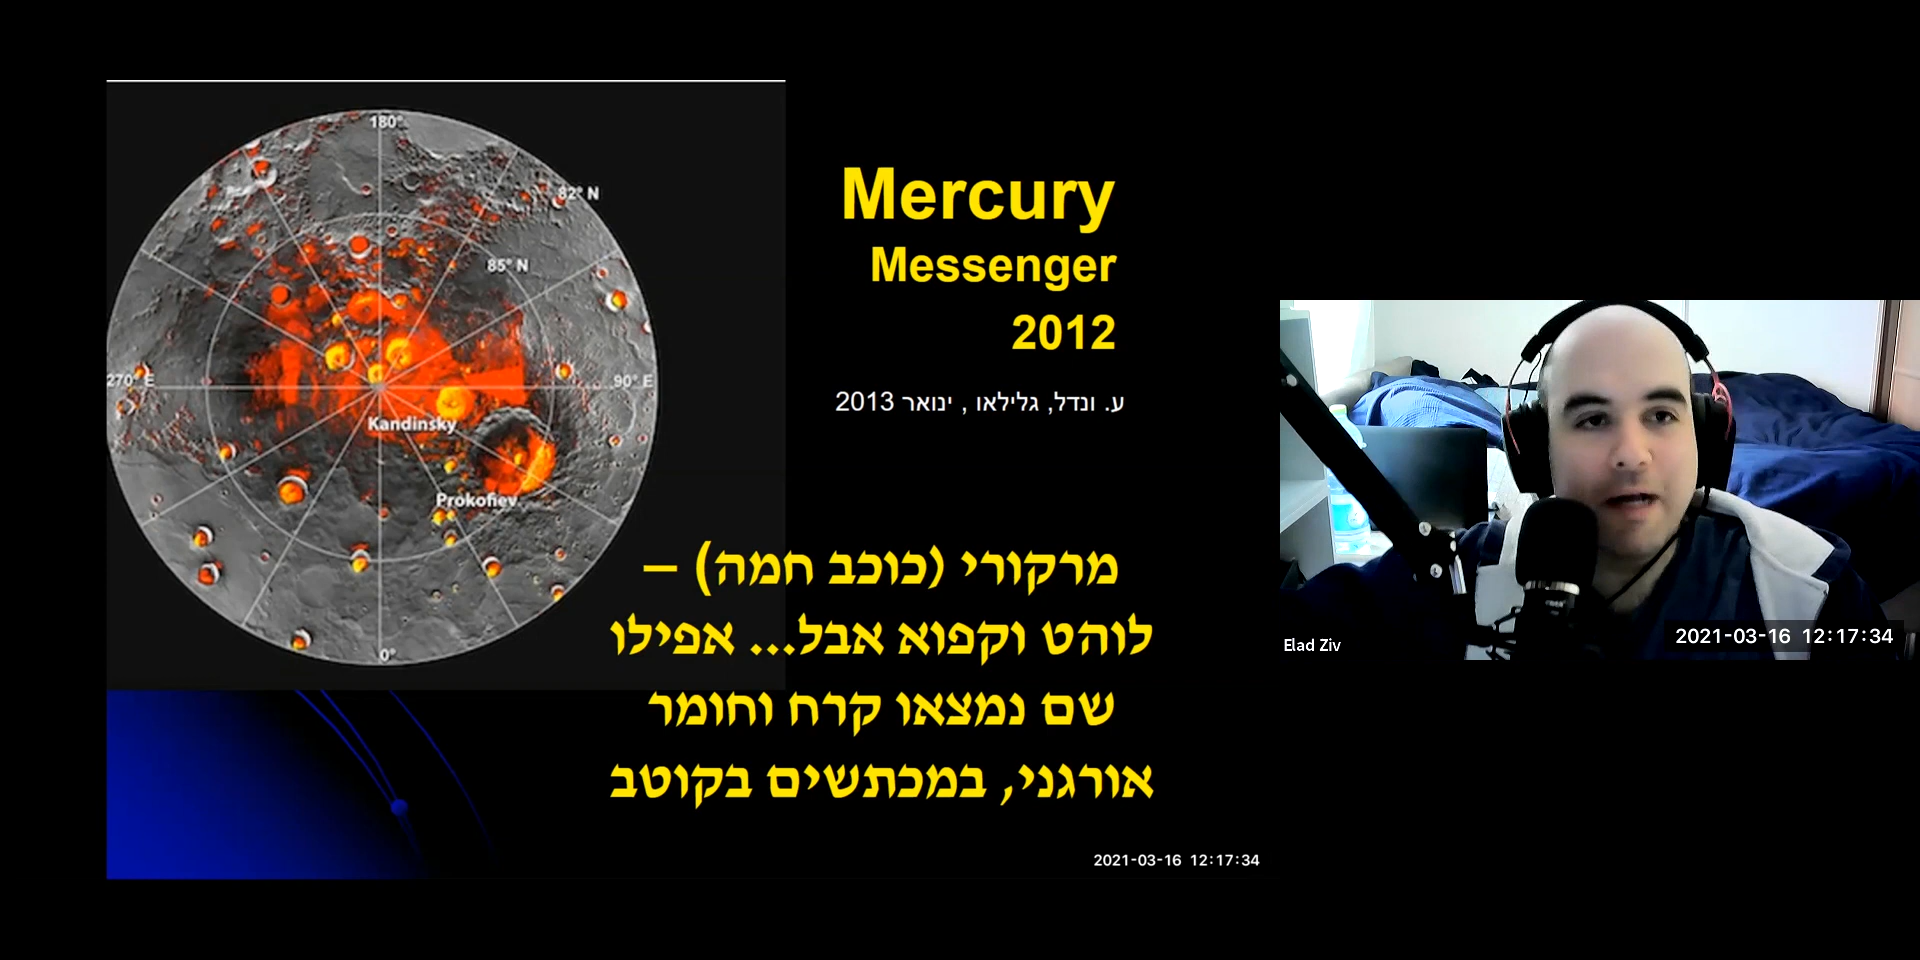 180°
82° N
85° N
270° E
90° E
Kandinsky
Prokofiev
0°
Mercury
Messenger
2012
ע. ונדל, גלילאו , ינואר 2013
מרקורי (כוכב חמה) –
לוהט וקפוא אבל... אפילו
שם נמצאו קרח וחומר
אורגני, במכתשים בקוטב
2021-03-16 12:17:34
Elad Ziv
2021-03-16 12:17:34